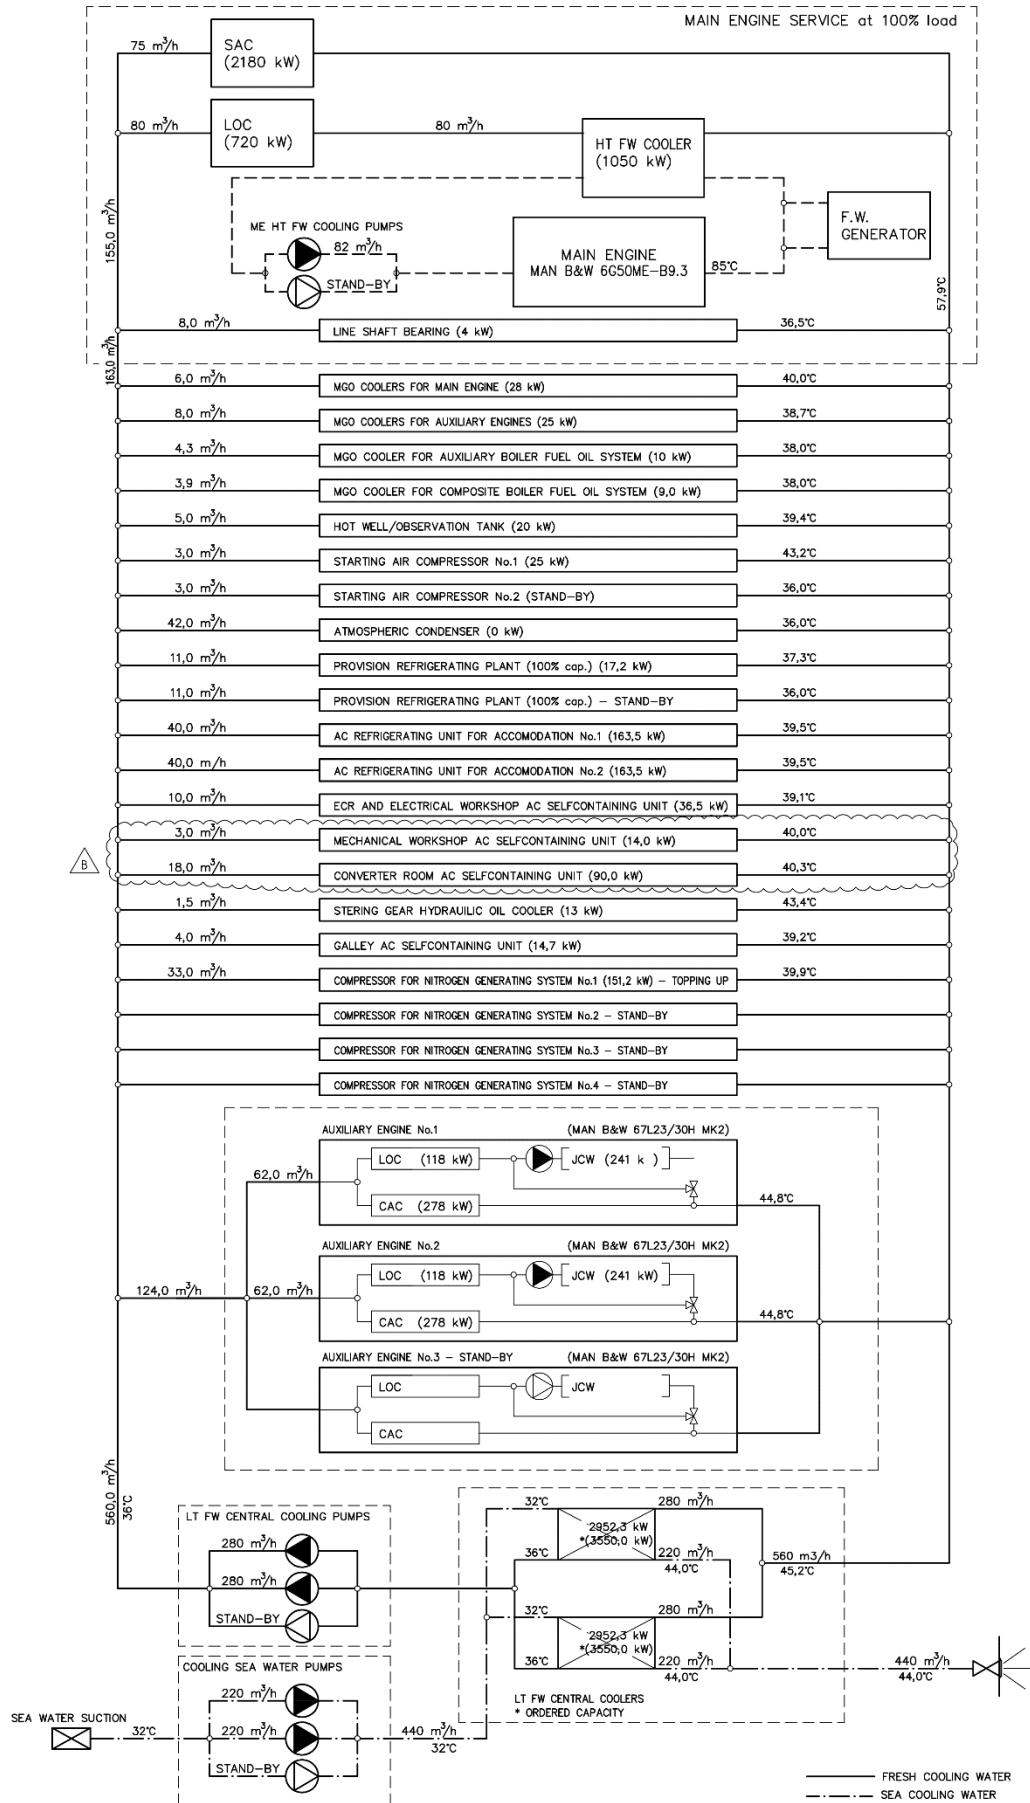 MAIN ENGINE SERVICE at 100% load
75 m³/h
SAC
(2180 kW)
80 m³/h
LOC
(720 kW)
80 m³/h
HT FW COOLER
(1050 kW)
155,0 m³/h
ME HT FW COOLING PUMPS
82 m³/h
STAND-BY
MAIN ENGINE
MAN B&W 6G50ME-B9.3
85°C
F.W.
GENERATOR
57,9°C
8,0 m³/h
LINE SHAFT BEARING (4 kW)
36,5°C
163,0 m³/h
6,0 m³/h
MGO COOLERS FOR MAIN ENGINE (28 kW)
40,0°C
8,0 m³/h
MGO COOLERS FOR AUXILIARY ENGINES (25 kW)
38,7°C
4,3 m³/h
MGO COOLER FOR AUXILIARY BOILER FUEL OIL SYSTEM (10 kW)
38,0°C
3,9 m³/h
MGO COOLER FOR COMPOSITE BOILER FUEL OIL SYSTEM (9,0 kW)
38,0°C
5,0 m³/h
HOT WELL/OBSERVATION TANK (20 kW)
39,4°C
3,0 m³/h
STARTING AIR COMPRESSOR No.1 (25 kW)
43,2°C
3,0 m³/h
STARTING AIR COMPRESSOR No.2 (STAND-BY)
36,0°C
42,0 m³/h
ATMOSPHERIC CONDENSER (0 kW)
36,0°C
11,0 m³/h
PROVISION REFRIGERATING PLANT (100% cap.) (17,2 kW)
37,3°C
11,0 m³/h
PROVISION REFRIGERATING PLANT (100% cap.) - STAND-BY
36,0°C
40,0 m³/h
AC REFRIGERATING UNIT FOR ACCOMODATION No.1 (163,5 kW)
39,5°C
40,0 m/h
AC REFRIGERATING UNIT FOR ACCOMODATION No.2 (163,5 kW)
39,5°C
10,0 m³/h
ECR AND ELECTRICAL WORKSHOP AC SELFCONTAINING UNIT (36,5 kW)
39,1°C
B
3,0 m³/h
MECHANICAL WORKSHOP AC SELFCONTAINING UNIT (14,0 kW)
40,0°C
18,0 m³/h
CONVERTER ROOM AC SELFCONTAINING UNIT (90,0 kW)
40,3°C
1,5 m³/h
STERING GEAR HYDRAUILIC OIL COOLER (13 kW)
43,4°C
4,0 m³/h
GALLEY AC SELFCONTAINING UNIT (14,7 kW)
39,2°C
33,0 m³/h
COMPRESSOR FOR NITROGEN GENERATING SYSTEM No.1 (151,2 kW) - TOPPING UP
39,9°C
COMPRESSOR FOR NITROGEN GENERATING SYSTEM No.2 - STAND-BY
COMPRESSOR FOR NITROGEN GENERATING SYSTEM No.3 - STAND-BY
COMPRESSOR FOR NITROGEN GENERATING SYSTEM No.4 - STAND-BY
AUXILIARY ENGINE No.1 (MAN B&W 67L23/30H MK2)
62,0 m³/h
LOC (118 kW)
JCW (241 k )
CAC (278 kW)
44,8°C
AUXILIARY ENGINE No.2 (MAN B&W 67L23/30H MK2)
124,0 m³/h
62,0 m³/h
LOC (118 kW)
JCW (241 kW)
CAC (278 kW)
44,8°C
AUXILIARY ENGINE No.3 - STAND-BY (MAN B&W 67L23/30H MK2)
LOC
JCW
CAC
560,0 m³/h
36°C
LT FW CENTRAL COOLING PUMPS
280 m³/h
280 m³/h
STAND-BY
32°C
280 m³/h
2952,3 kW
*(3550,0 kW)
36°C
220 m³/h
44,0°C
560 m3/h
45,2°C
32°C
280 m³/h
2952,3 kW
*(3550,0 kW)
36°C
220 m³/h
44,0°C
440 m³/h
44,0°C
LT FW CENTRAL COOLERS
* ORDERED CAPACITY
COOLING SEA WATER PUMPS
220 m³/h
SEA WATER SUCTION
32°C
220 m³/h
440 m³/h
32°C
STAND-BY
FRESH COOLING WATER
SEA COOLING WATER